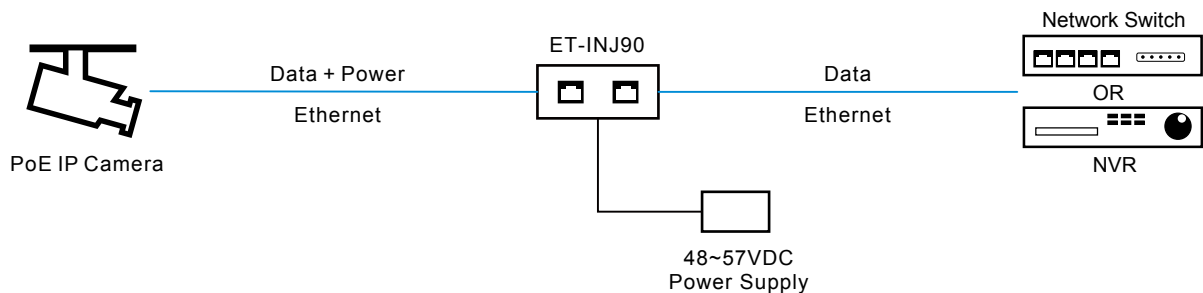 Network Switch
ET-INJ90
Data + Power
Data
Ethernet
Ethernet
OR
PoE IP Camera
NVR
48~57VDC
Power Supply